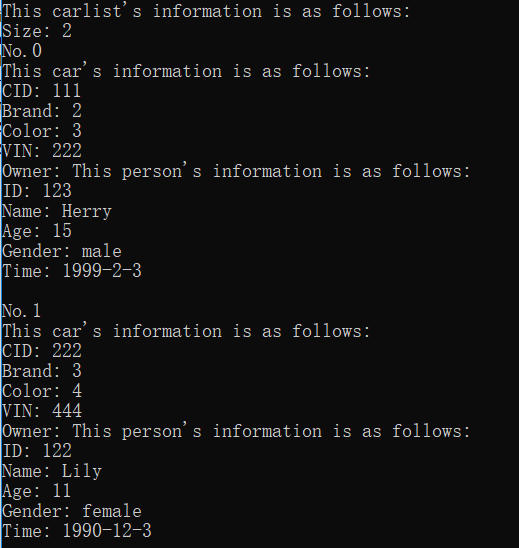 This carlist's information is as follows:
Size: 2
No.0
This car's information is as follows:
CID: 111
Brand: 2
Color: 3
VIN: 222
Owner: This person's information is as follows:
ID: 123
Name: Herry
Age: 15
Gender: male
Time: 1999-2-3

No.1
This car's information is as follows:
CID: 222
Brand: 3
Color: 4
VIN: 444
Owner: This person's information is as follows:
ID: 122
Name: Lily
Age: 11
Gender: female
Time: 1990-12-3